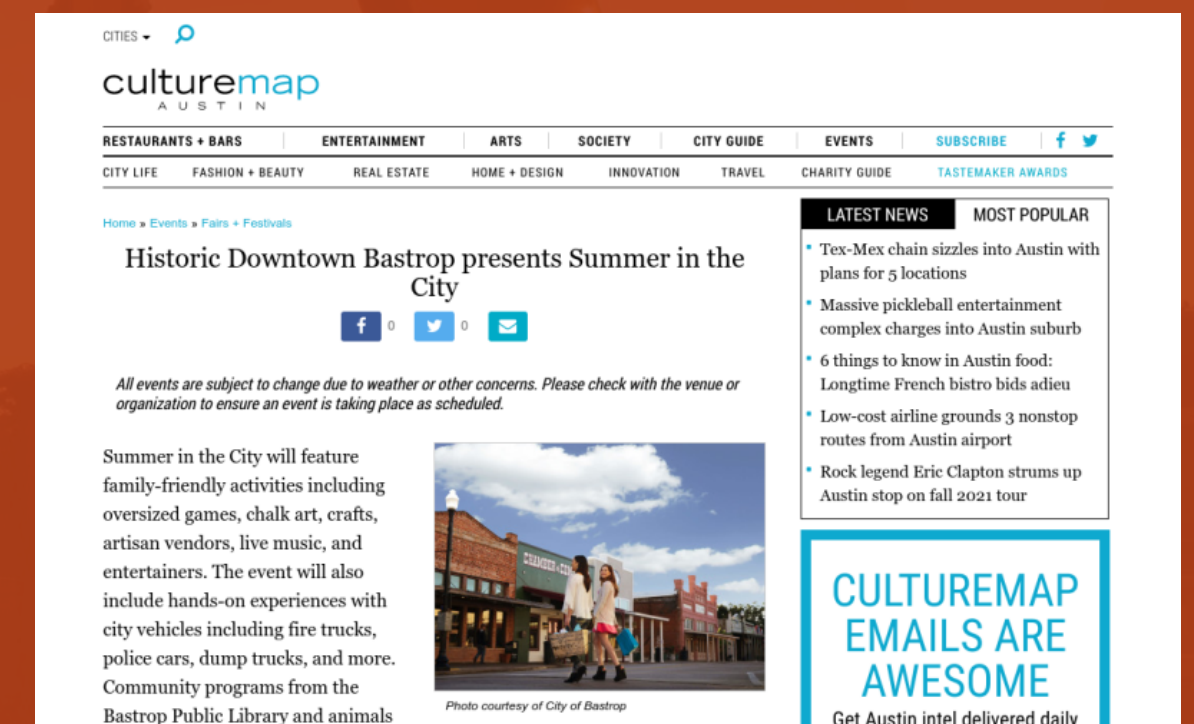 CITIES
culturemap
AUSTIN
RESTAURANTS + BARS ENTERTAINMENT ARTS SOCIETY CITY GUIDE EVENTS SUBSCRIBE
CITY LIFE FASHION + BEAUTY REAL ESTATE HOME + DESIGN INNOVATION TRAVEL CHARITY GUIDE TASTEMAKER AWARDS
Home » Events » Fairs + Festivals
Historic Downtown Bastrop presents Summer in the
City
f 0 0
All events are subject to change due to weather or other concerns. Please check with the venue or
organization to ensure an event is taking place as scheduled.
Summer in the City will feature
family-friendly activities including
oversized games, chalk art, crafts,
artisan vendors, live music, and
entertainers. The event will also
include hands-on experiences with
city vehicles including fire trucks,
police cars, dump trucks, and more.
Community programs from the
Bastrop Public Library and animals
CHAMBER
Photo courtesy of City of Bastrop
LATEST NEWS MOST POPULAR
Tex-Mex chain sizzles into Austin with
plans for 5 locations
Massive pickleball entertainment
complex charges into Austin suburb
6 things to know in Austin food:
Longtime French bistro bids adieu
Low-cost airline grounds 3 nonstop
routes from Austin airport
Rock legend Eric Clapton strums up
Austin stop on fall 2021 tour
CULTUREMAP
EMAILS ARE
AWESOME
Get Austin intel delivered daily